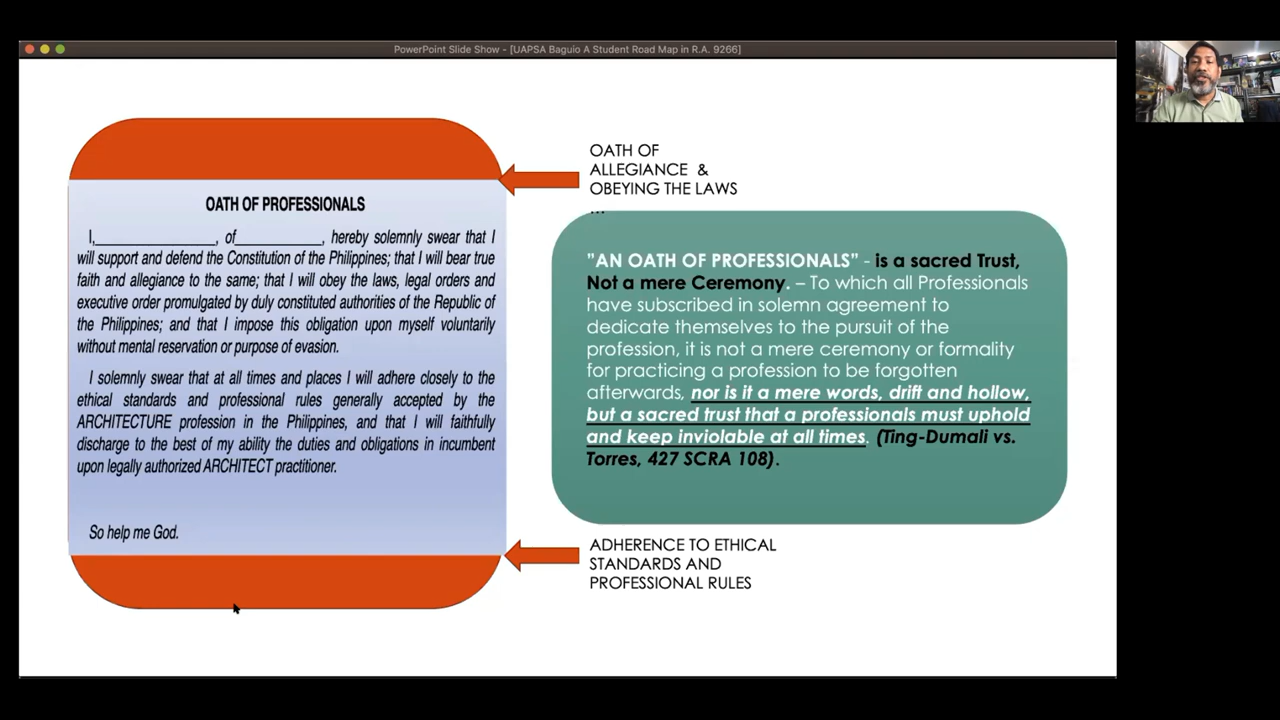 PowerPoint Slide Show - [UAPSA Baguio A Student Road Map in R.A. 9266]
OATH OF PROFESSIONALS
I,_________________, of_____________, hereby solemnly swear that I
will support and defend the Constitution of the Philippines; that I will bear true
faith and allegiance to the same; that I will obey the laws, legal orders and
executive order promulgated by duly constituted authorities of the Republic of
the Philippines; and that I impose this obligation upon myself voluntarily
without mental reservation or purpose of evasion.
I solemnly swear that at all times and places I will adhere closely to the
ethical standards and professional rules generally accepted by the
ARCHITECTURE profession in the Philippines, and that I will faithfully
discharge to the best of my ability the duties and obligations in incumbent
upon legally authorized ARCHITECT practitioner.
So help me God.
OATH OF
ALLEGIANCE &
OBEYING THE LAWS
...
"AN OATH OF PROFESSIONALS" - is a sacred Trust,
Not a mere Ceremony. – To which all Professionals
have subscribed in solemn agreement to
dedicate themselves to the pursuit of the
profession, it is not a mere ceremony or formality
for practicing a profession to be forgotten
afterwards, nor is it a mere words, drift and hollow,
but a sacred trust that a professionals must uphold
and keep inviolable at all times. (Ting-Dumali vs.
Torres, 427 SCRA 108).
ADHERENCE TO ETHICAL
STANDARDS AND
PROFESSIONAL RULES